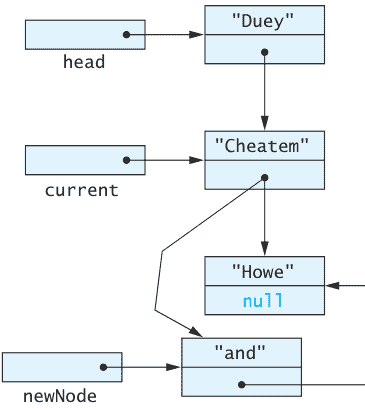 "Duey"
head
"Cheatem"
current
"Howe"
null
"and"
newNode